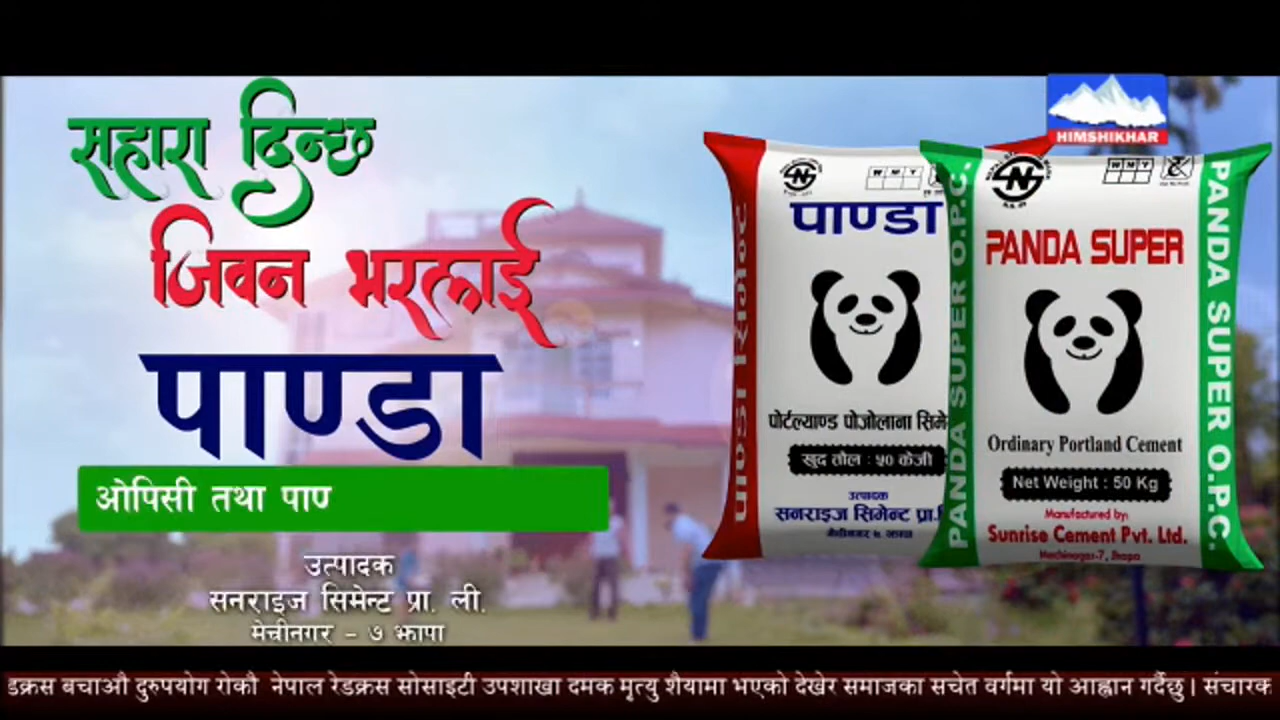 सहारा दिन्छ
जिवन भरलाई
पाण्डा
ओपिसी तथा पाण
उत्पादक
सनराइज सिमेन्ट प्रा. ली.
मेचीनगर - ७ झापा
HIMSHIKHAR
पाण्डा
पोर्टल्याण्ड पोजोलाना सिमे
खुद तौल : ५० केजी
उत्पादक
सनराइज सिमेन्ट प्रा.
पाण्डा सिमेन्ट
PANDA SUPER O.P.C.
WMY
PANDA SUPER
Ordinary Portland Cement
Net Weight : 50 Kg
Manufactured by:
Sunrise Cement Pvt. Ltd.
Mechinagar-7, Jhapa
PANDA SUPER O.P.C.
डक्रस बचाऔ दुरुपयोग रोकौ नेपाल रेडक्रस सोसाइटी उपशाखा दमक मृत्यु शैयामा भएको देखेर समाजका सचेत वर्गमा यो आह्वान गर्दैछु। संचारक